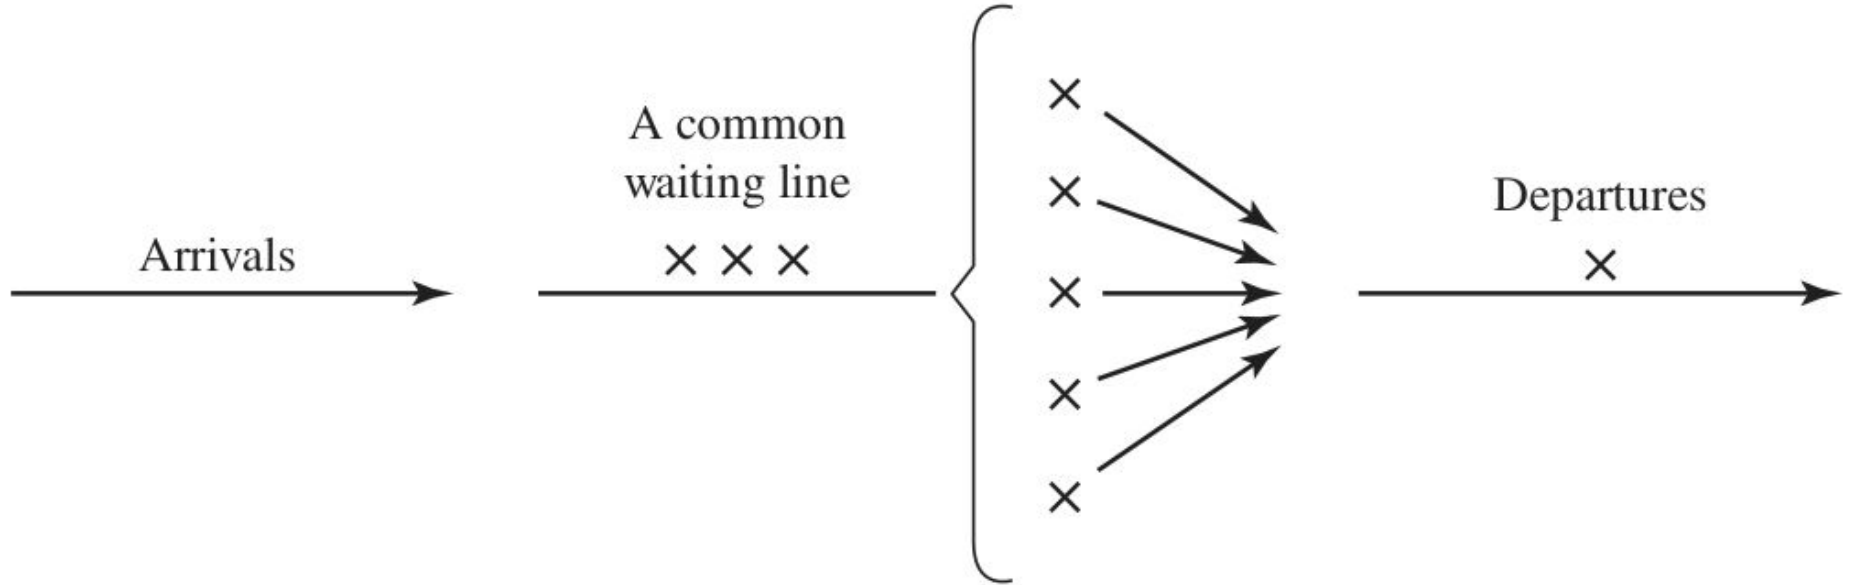 Arrivals
A common
waiting line
Departures